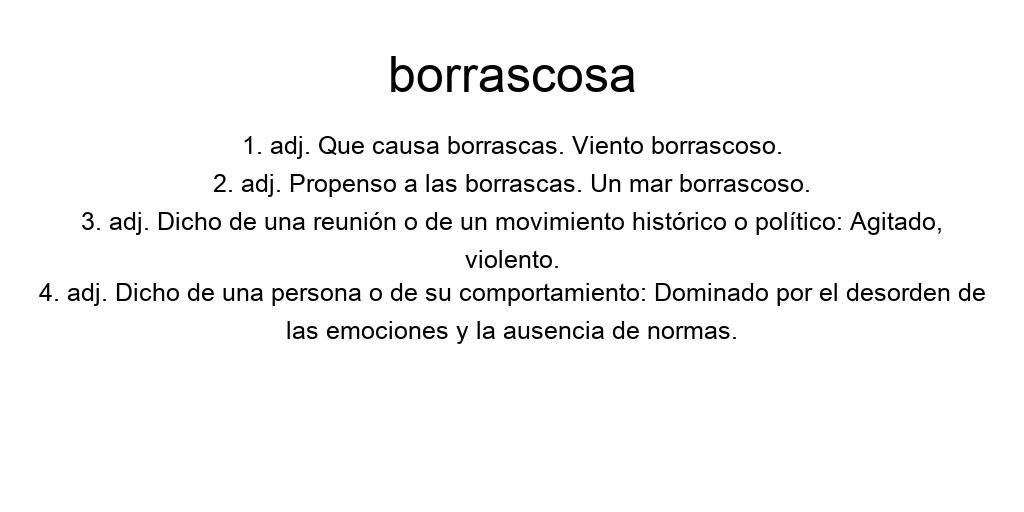 borrascosa
1. adj. Que causa borrascas. Viento borrascoso.
2. adj. Propenso a las borrascas. Un mar borrascoso.
3. adj. Dicho de una reunión o de un movimiento histórico o político: Agitado,
violento.
4. adj. Dicho de una persona o de su comportamiento: Dominado por el desorden de
las emociones y la ausencia de normas.